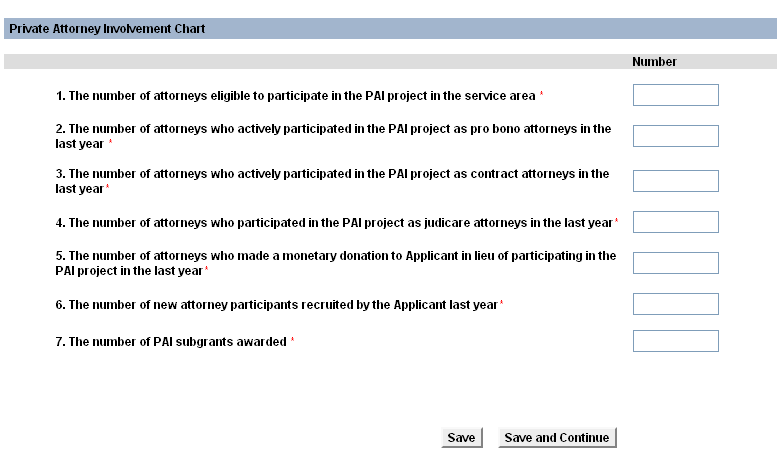 Private Attorney Involvement Chart
Number
1. The number of attorneys eligible to participate in the PAI project in the service area *
2. The number of attorneys who actively participated in the PAI project as pro bono attorneys in the
last year *
3. The number of attorneys who actively participated in the PAI project as contract attorneys in the
last year*
4. The number of attorneys who participated in the PAI project as judicare attorneys in the last year*
5. The number of attorneys who made a monetary donation to Applicant in lieu of participating in the
PAI project in the last year*
6. The number of new attorney participants recruited by the Applicant last year*
7. The number of PAI subgrants awarded *
Save Save and Continue